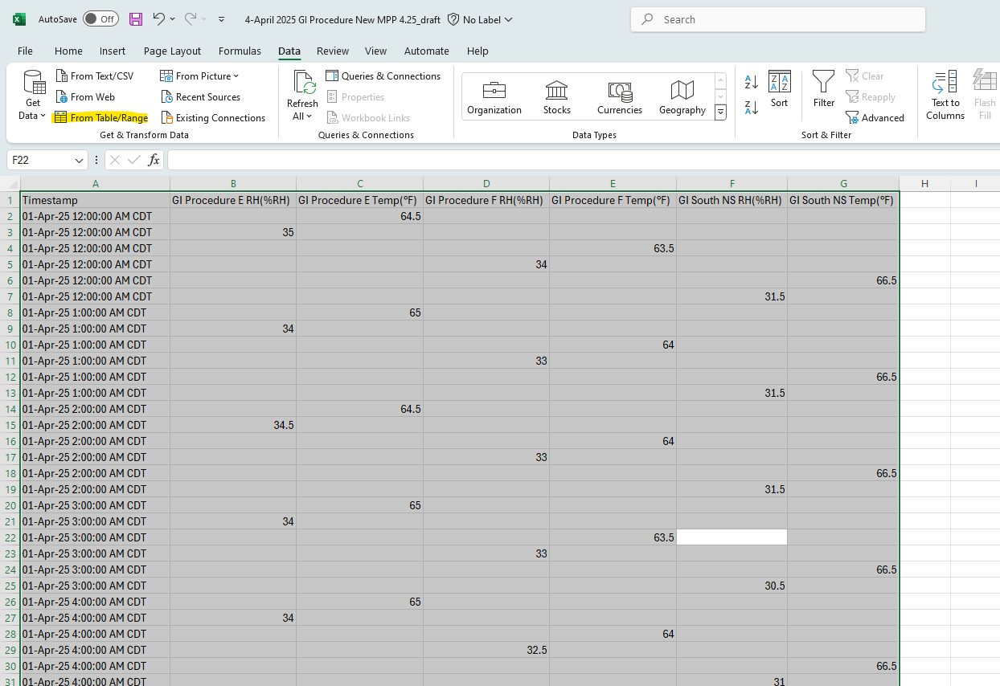 AutoSave Off 4-April 2025 GI Procedure New MPP 4.25_draft No Label Search
File Home Insert Page Layout Formulas Data Review View Automate Help
Get Data
From Text/CSV
From Web
From Table/Range
From Picture
Recent Sources
Existing Connections
Get & Transform Data
Refresh All
Queries & Connections
Properties
Workbook Links
Queries & Connections
Organization Stocks Currencies Geography
Data Types
Sort
Filter
Clear
Reapply
Advanced
Sort & Filter
Text to Columns
Flash Fill
F22 fx
A B C D E F G H I
1 Timestamp GI Procedure E RH(%RH) GI Procedure E Temp(°F) GI Procedure F RH(%RH) GI Procedure F Temp(°F) GI South NS RH(%RH) GI South NS Temp(°F)
2 01-Apr-25 12:00:00 AM CDT 64.5
3 01-Apr-25 12:00:00 AM CDT 35
4 01-Apr-25 12:00:00 AM CDT 63.5
5 01-Apr-25 12:00:00 AM CDT 34
6 01-Apr-25 12:00:00 AM CDT 66.5
7 01-Apr-25 12:00:00 AM CDT 31.5
8 01-Apr-25 1:00:00 AM CDT 65
9 01-Apr-25 1:00:00 AM CDT 34
10 01-Apr-25 1:00:00 AM CDT 64
11 01-Apr-25 1:00:00 AM CDT 33
12 01-Apr-25 1:00:00 AM CDT 66.5
13 01-Apr-25 1:00:00 AM CDT 31.5
14 01-Apr-25 2:00:00 AM CDT 64.5
15 01-Apr-25 2:00:00 AM CDT 34.5
16 01-Apr-25 2:00:00 AM CDT 64
17 01-Apr-25 2:00:00 AM CDT 33
18 01-Apr-25 2:00:00 AM CDT 66.5
19 01-Apr-25 2:00:00 AM CDT 31.5
20 01-Apr-25 3:00:00 AM CDT 65
21 01-Apr-25 3:00:00 AM CDT 34
22 01-Apr-25 3:00:00 AM CDT 63.5
23 01-Apr-25 3:00:00 AM CDT 33
24 01-Apr-25 3:00:00 AM CDT 66.5
25 01-Apr-25 3:00:00 AM CDT 30.5
26 01-Apr-25 4:00:00 AM CDT 65
27 01-Apr-25 4:00:00 AM CDT 34
28 01-Apr-25 4:00:00 AM CDT 64
29 01-Apr-25 4:00:00 AM CDT 32.5
30 01-Apr-25 4:00:00 AM CDT 66.5
31 01-Apr-25 4:00:00 AM CDT 31